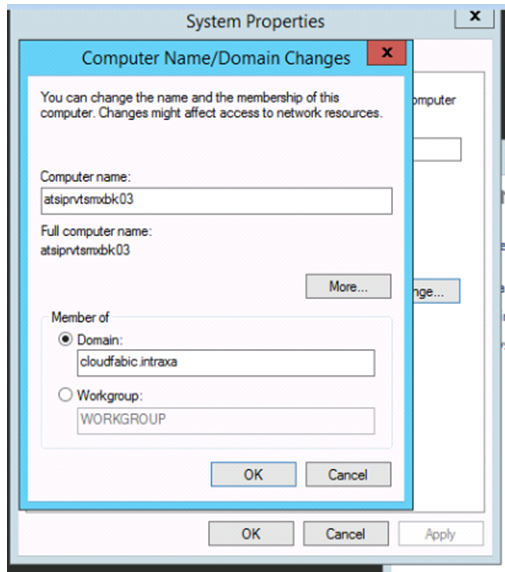 System Properties
x
Computer Name/Domain Changes
x
You can change the name and the membership of this
computer. Changes might affect access to network resources.
omputer
Computer name:
atsiprvtsmxbk03
Full computer name:
atsiprvtsmxbk03
More...
nge...
Member of
Domain:
cloudfabic.intraxa
Workgroup:
WORKGROUP
OK
Cancel
OK
Cancel
Apply